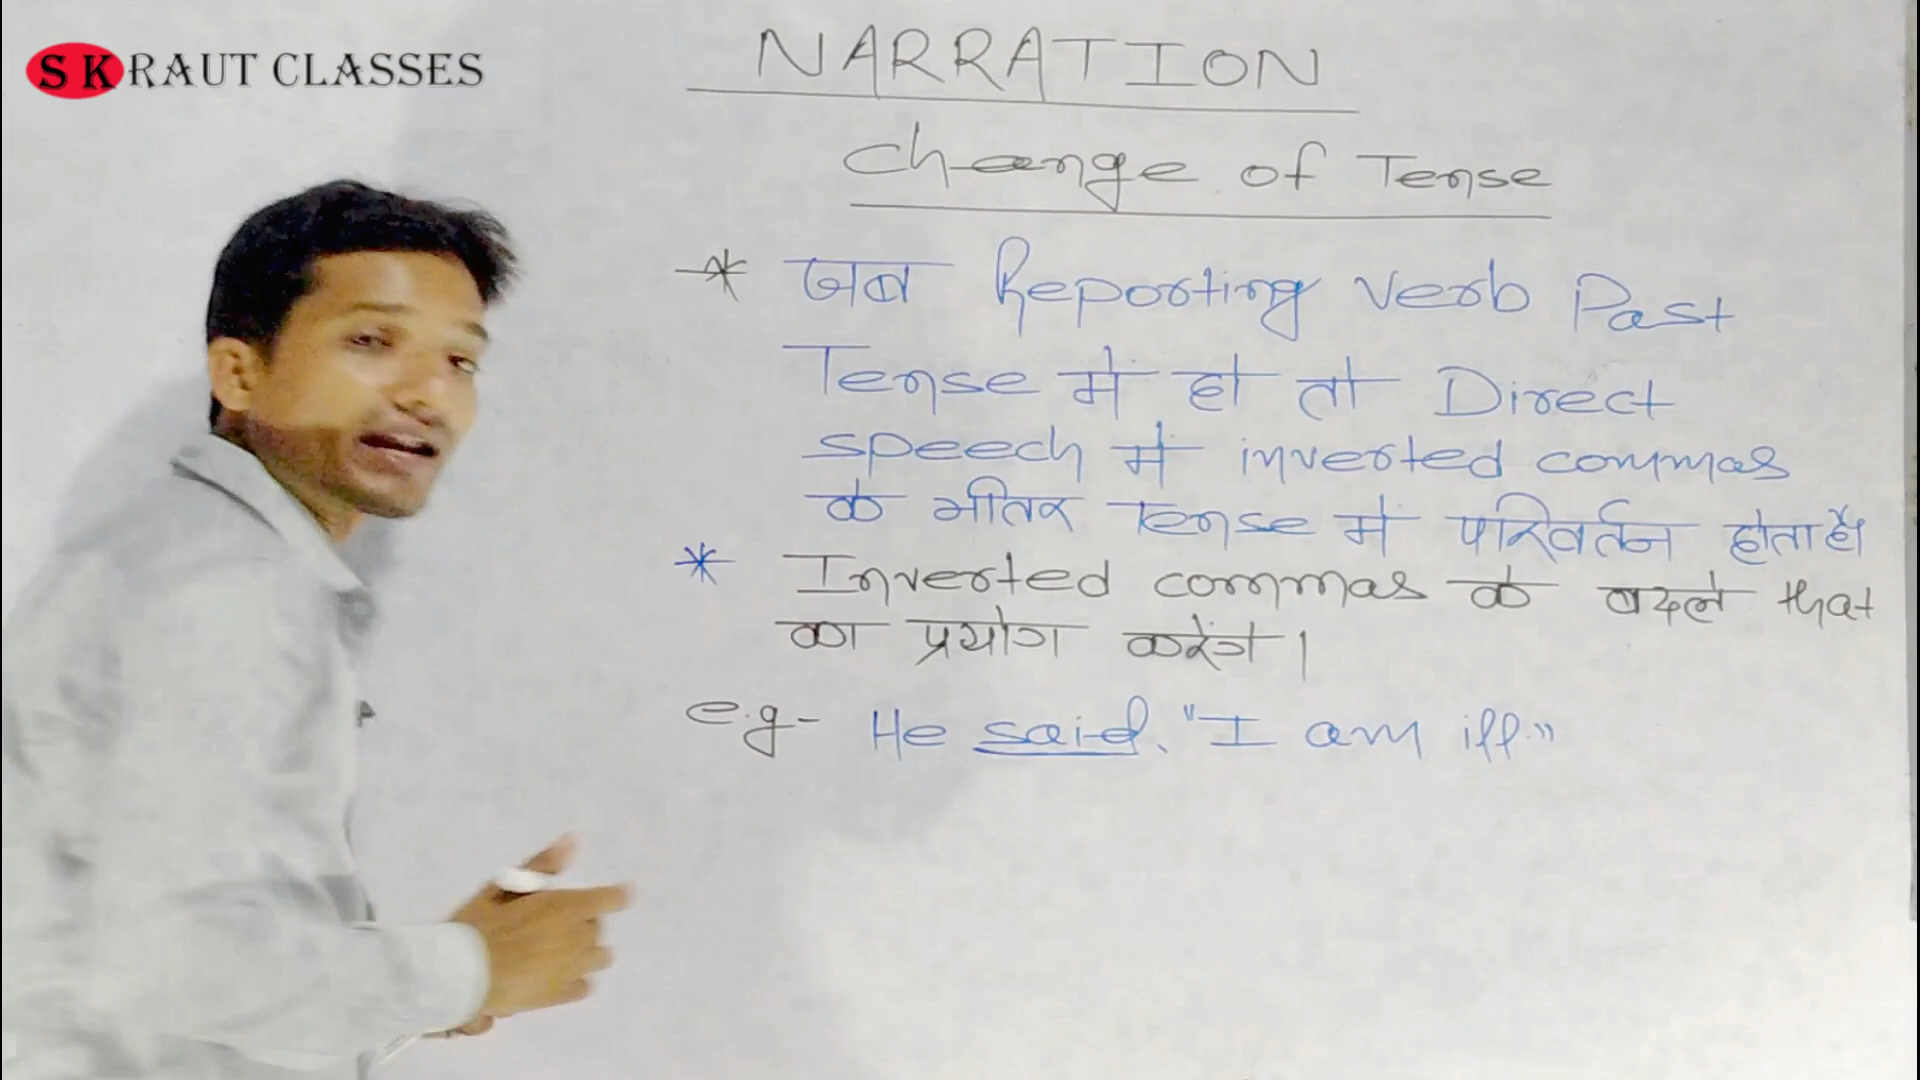 S K RAUT CLASSES
NARRATION
Change of Tense
* जब Reporting Verb Past
Tense में हो तो Direct
speech में inverted commas
के भीतर Tense में परिवर्तन होता है।
* Inverted commas के बदले that
का प्रयोग करेंगे।
e.g- He said, "I am ill."